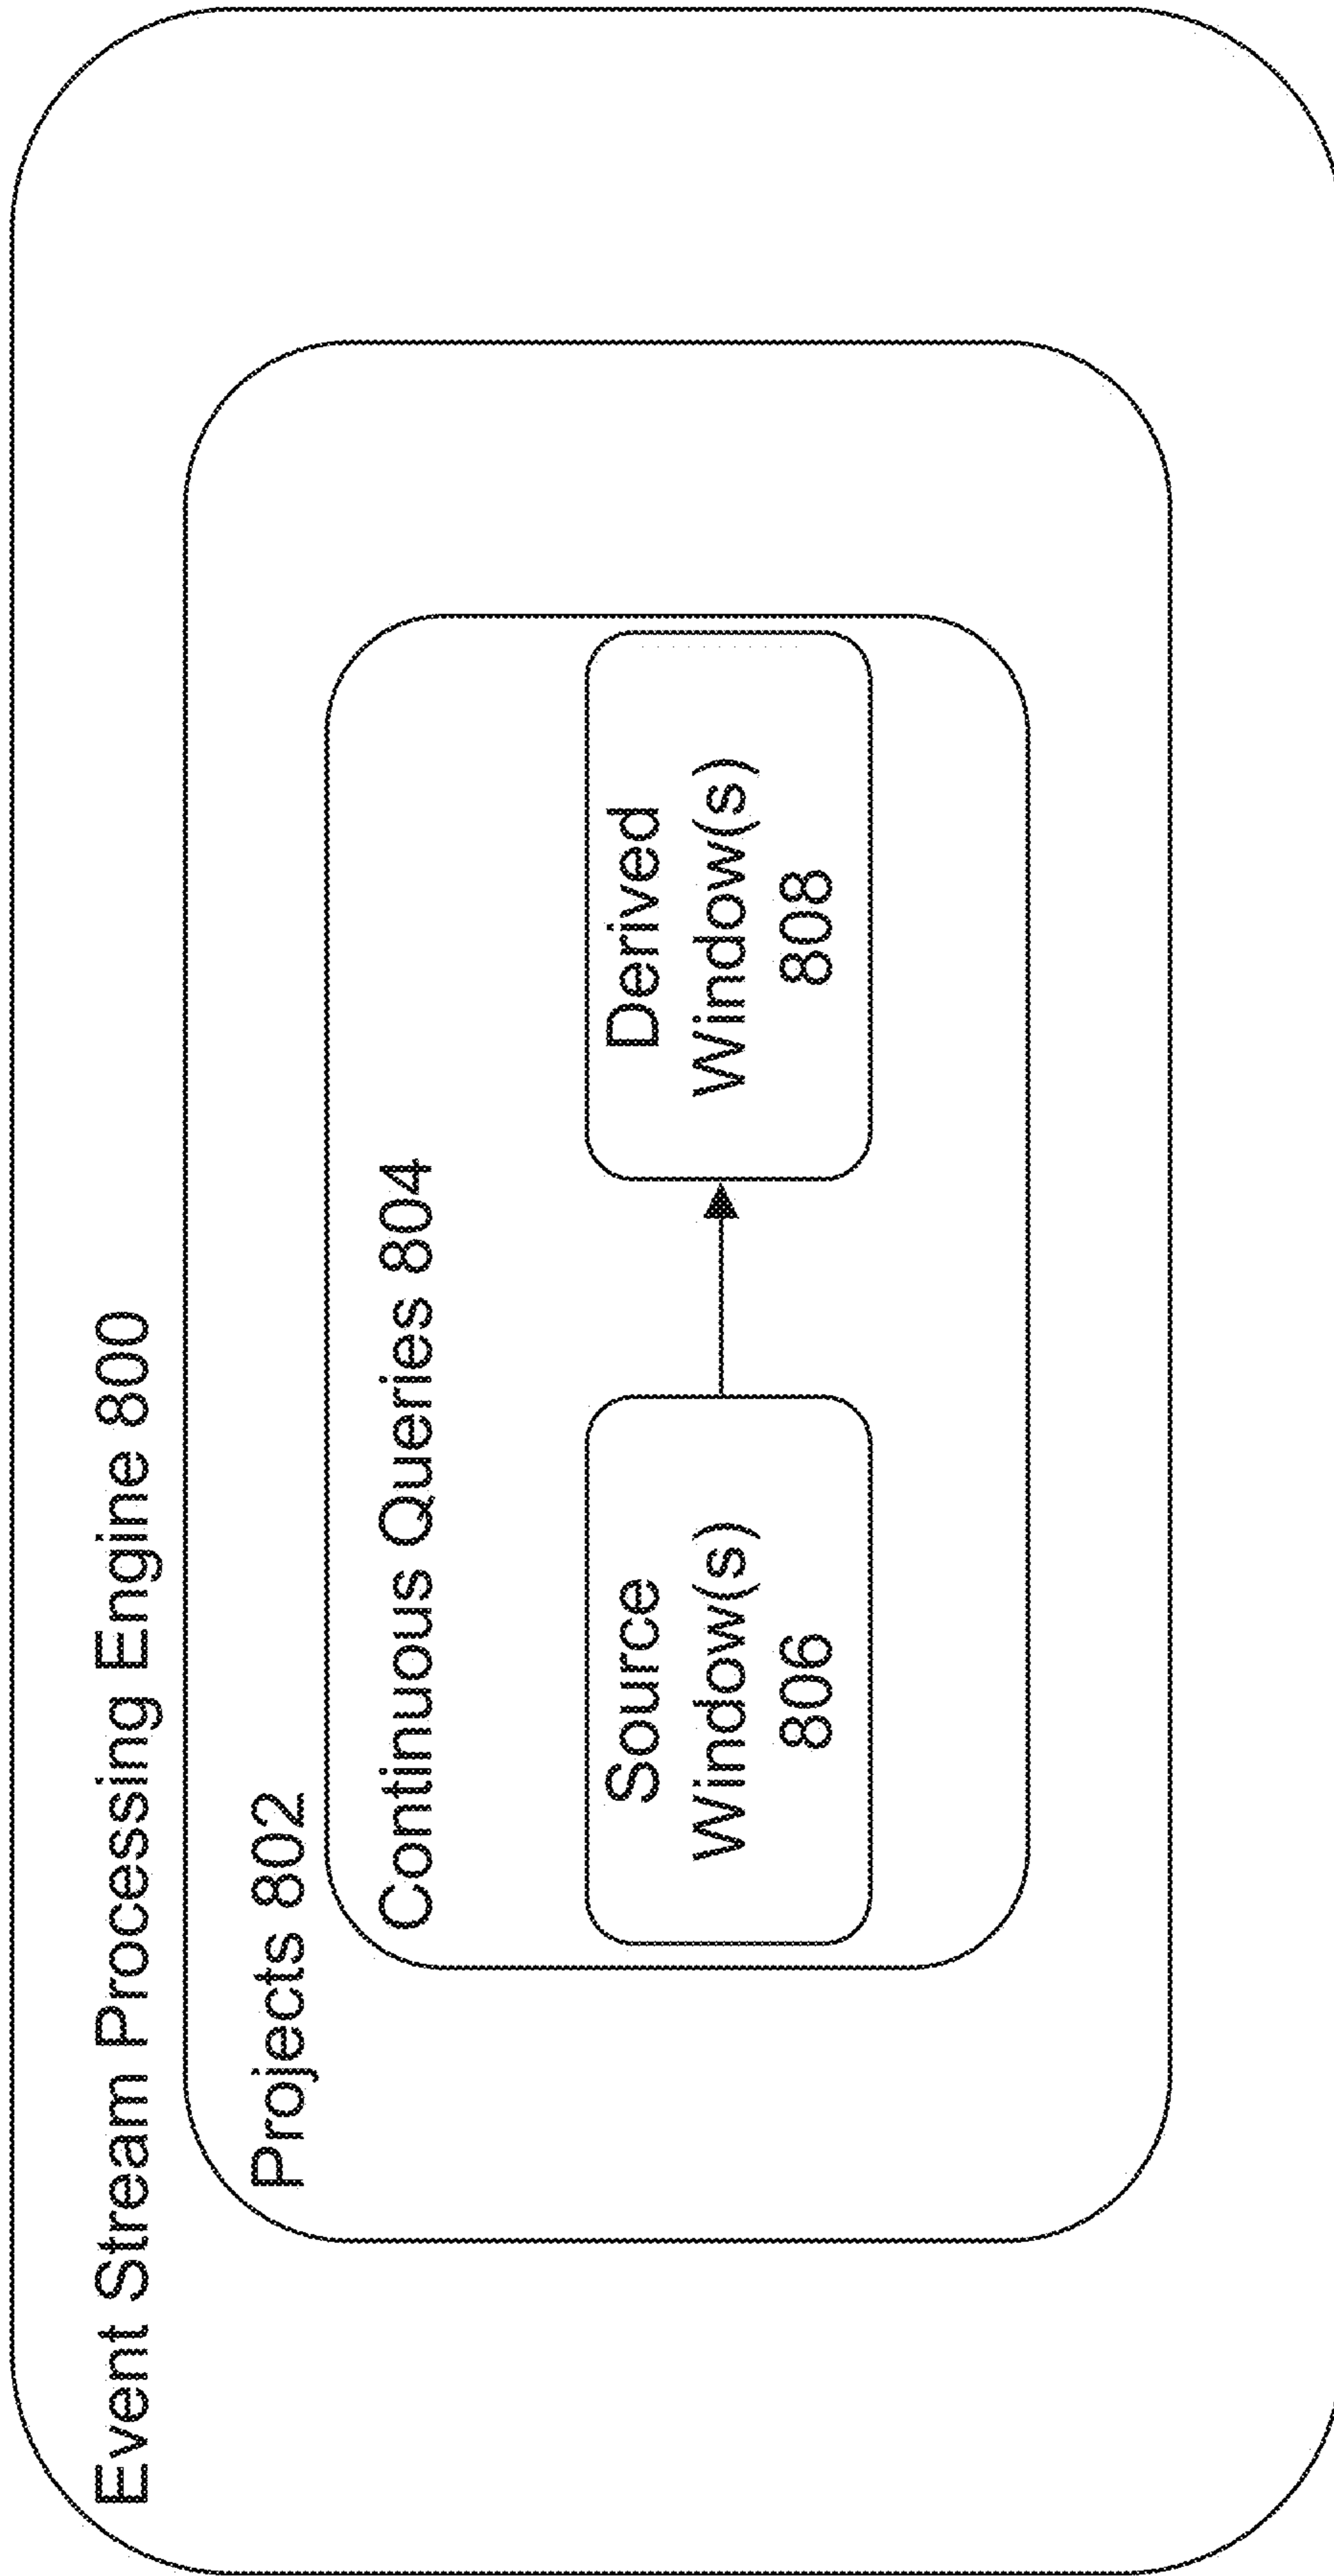 Event Stream Processing Engine 800
Projects 802
Continuous Queries 804
Source
Window(s)
806
Derived
Window(s)
808